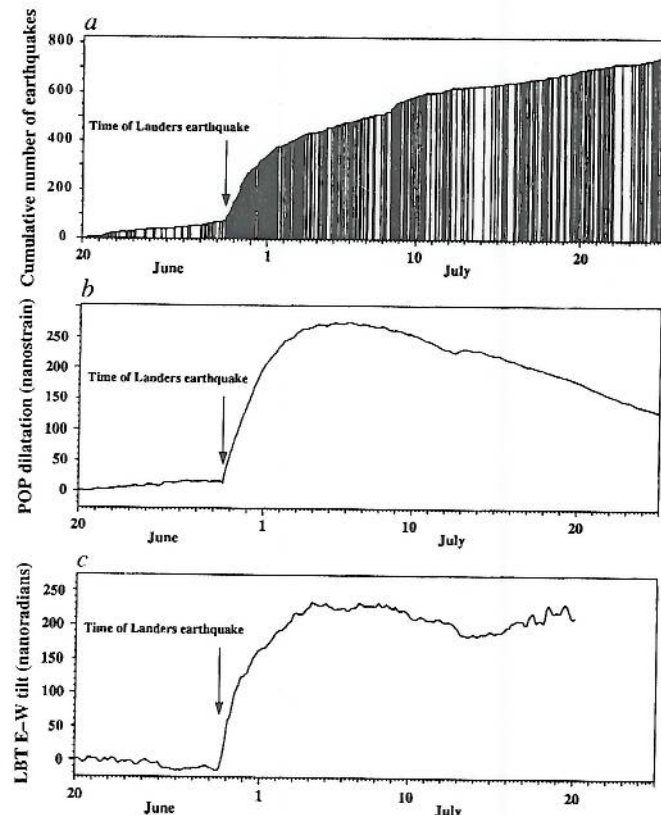 a
800
600
400
200
0
Cumulative number of earthquakes
Time of Landers earthquake
1
10
20
June
July
b
250
200
150
100
50
0
POP dilatation (nanostrain)
Time of Landers earthquake
20
1
10
20
June
July
c
250
200
150
100
50
0
LBT E–W tilt (nanoradians)
Time of Landers earthquake
20
1
10
20
June
July